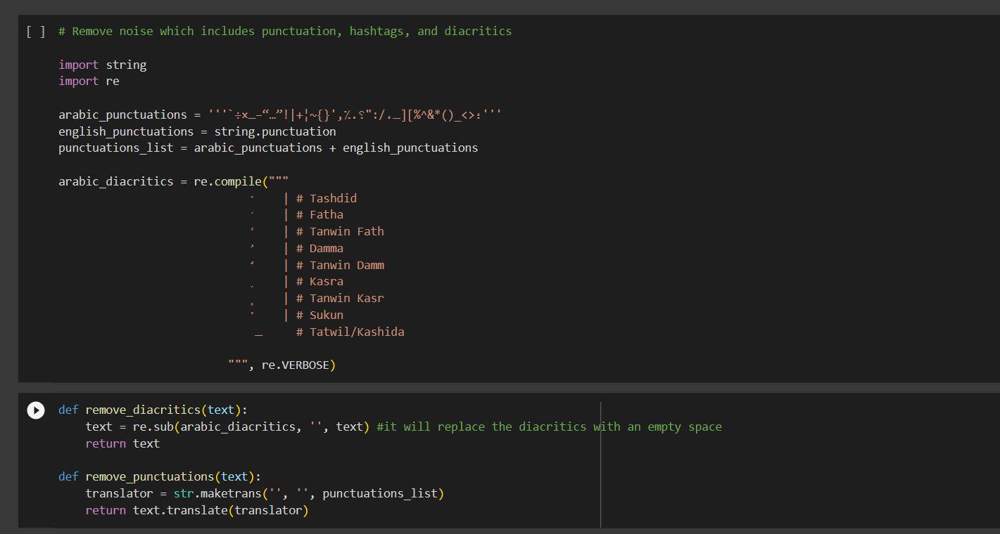 [ ] # Remove noise which includes punctuation, hashtags, and diacritics
import string
import re
arabic_punctuations = '''`÷×؛<>_()*&^%][ـ،/:"؟.,'{}~¦+|!”…“–ـ'''
english_punctuations = string.punctuation
punctuations_list = arabic_punctuations + english_punctuations
arabic_diacritics = re.compile("""
ّ | # Tashdid
َ | # Fatha
ً | # Tanwin Fath
ُ | # Damma
ٌ | # Tanwin Damm
ِ | # Kasra
ٍ | # Tanwin Kasr
ْ | # Sukun
ـ # Tatwil/Kashida
""", re.VERBOSE)
def remove_diacritics(text):
text = re.sub(arabic_diacritics, '', text) #it will replace the diacritics with an empty space
return text
def remove_punctuations(text):
translator = str.maketrans('', '', punctuations_list)
return text.translate(translator)